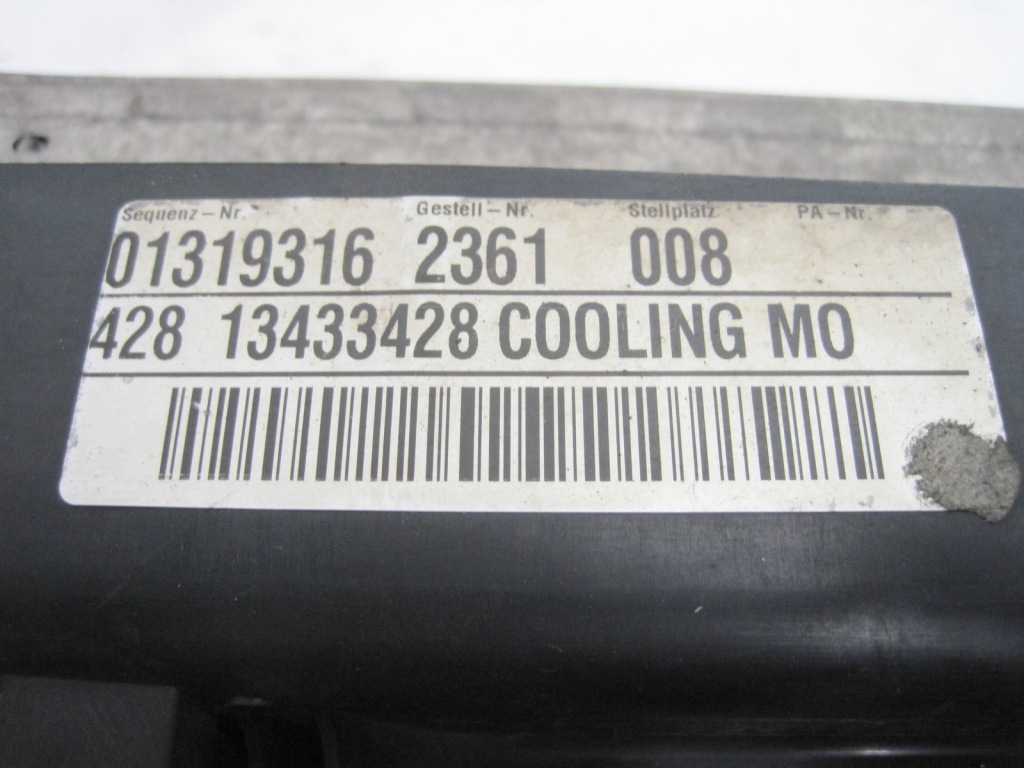 Sequenz-Nr. Gestell-Nr. Stellplatz PA-Nr.
01319316 2361 008
428 13433428 COOLING MO